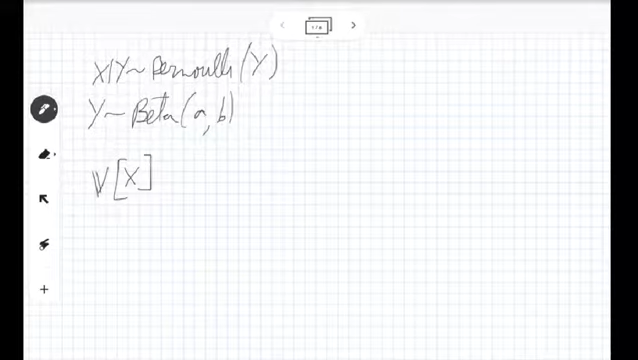 X|Y ~ Bernoulli (Y)
Y ~ Beta(a, b)
V[X]